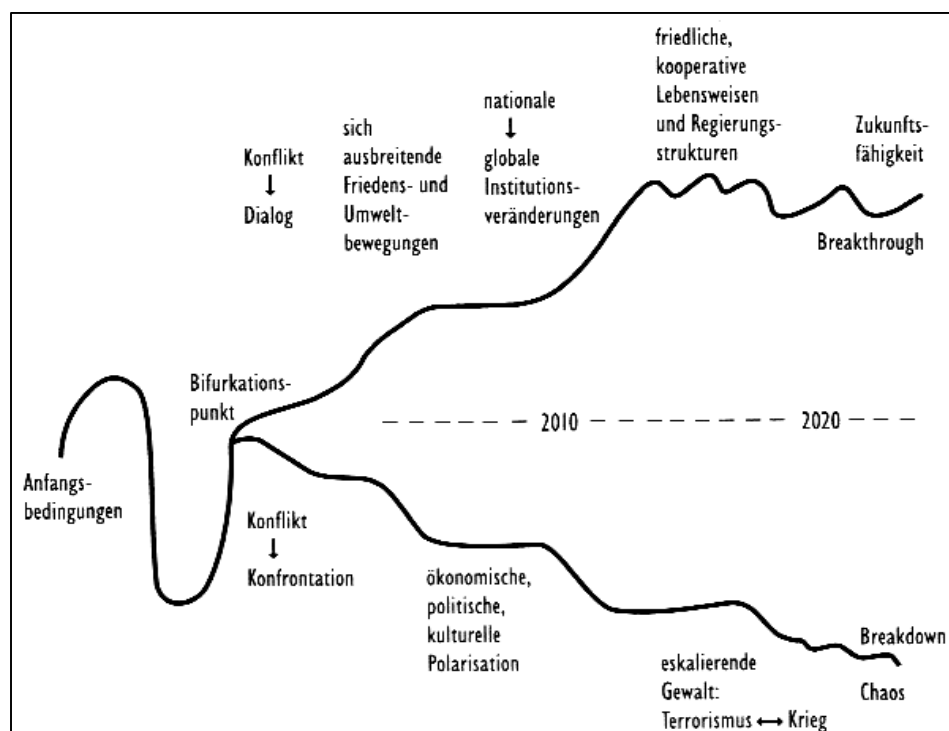 friedliche,
kooperative
Lebensweisen
und Regierungs-
strukturen
nationale
↓
globale
Institutions-
veränderungen
Zukunfts-
fähigkeit
sich
ausbreitende
Friedens- und
Umwelt-
bewegungen
Konflikt
↓
Dialog
Breakthrough
Bifurkations-
punkt
2010
2020
Anfangs-
bedingungen
Konflikt
↓
Konfrontation
ökonomische,
politische,
kulturelle
Polarisation
Breakdown
Chaos
eskalierende
Gewalt:
Terrorismus ↔ Krieg